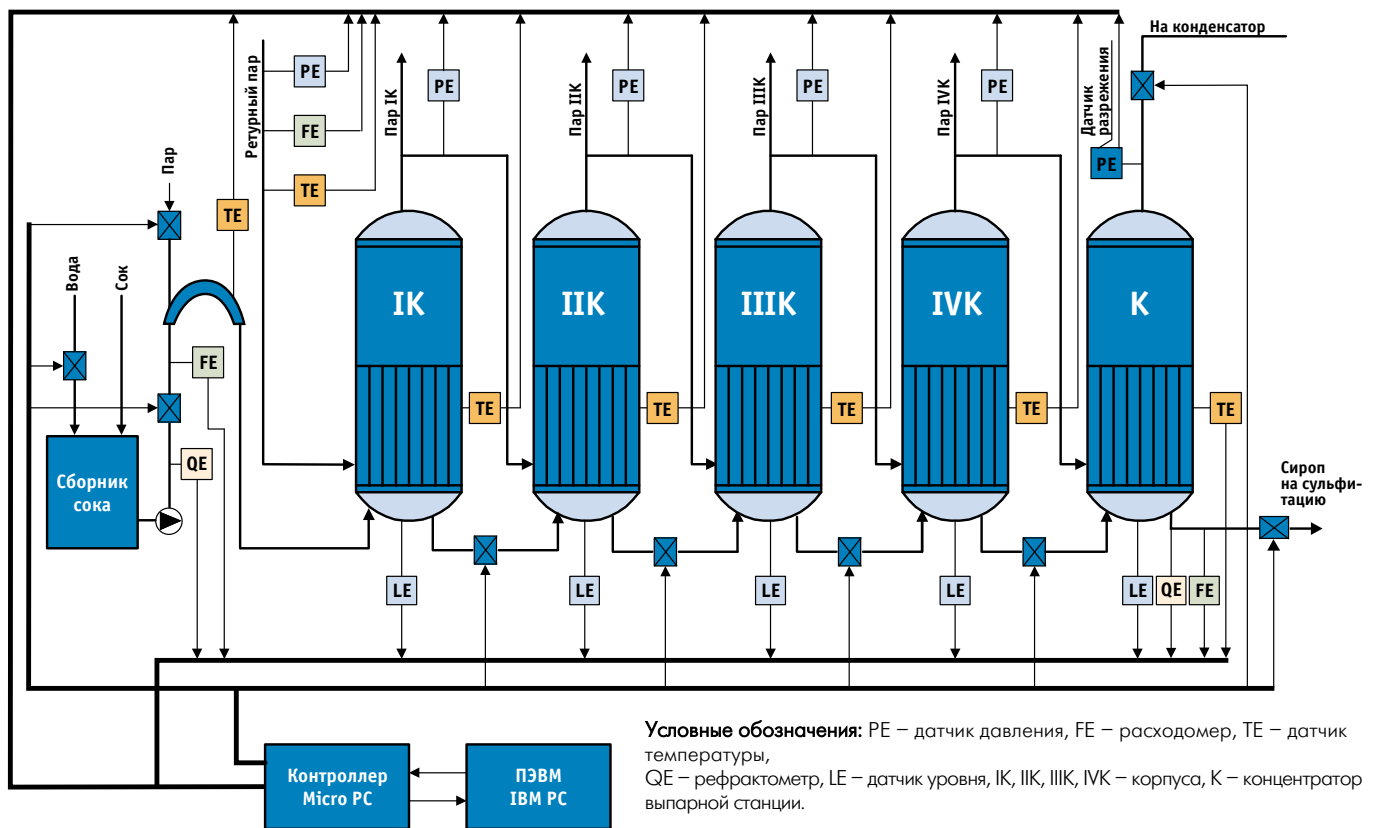 На конденсатор
Ретурный пар
PE
FE
TE
Пар IK
PE
Пар IIK
PE
Пар IIIK
PE
Пар IVK
PE
Датчик
разрежения
PE
Пар
TE
Вода
Сок
FE
QE
Сборник
сока
IK
IIK
IIIK
IVK
K
TE
TE
TE
TE
TE
Сироп
на сульфи-
тацию
LE
LE
LE
LE
LE
QE
FE
Контроллер
Micro PC
ПЭВМ
IBM PC
Условные обозначения: PE – датчик давления, FE – расходомер, TE – датчик
температуры,
QE – рефрактометр, LE – датчик уровня, IK, IIK, IIIK, IVK – корпуса, K – концентратор
выпарной станции.